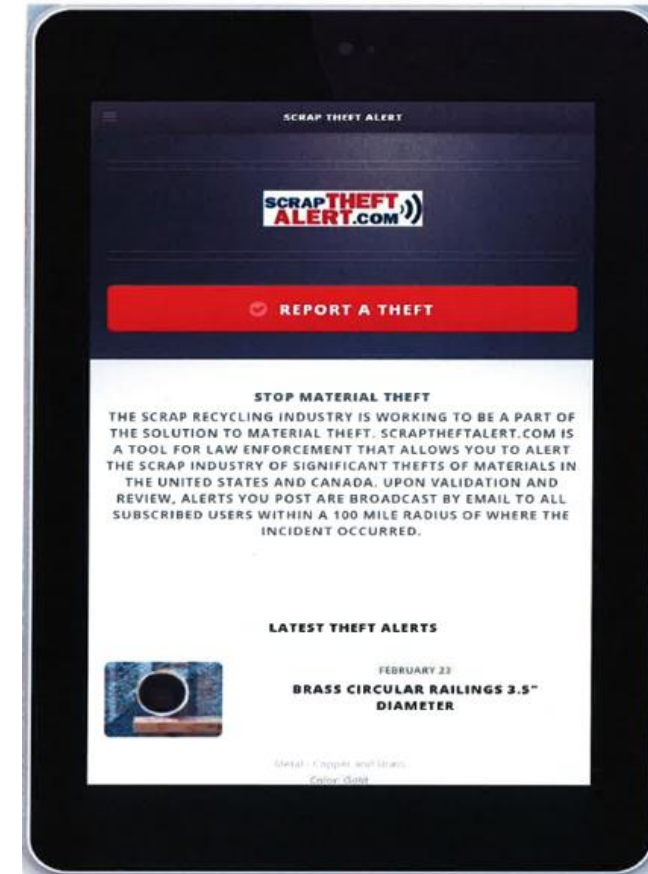 SCRAP THEFT ALERT
SCRAPTHEFT
ALERT.COM
REPORT A THEFT
STOP MATERIAL THEFT
THE SCRAP RECYCLING INDUSTRY IS WORKING TO BE A PART OF
THE SOLUTION TO MATERIAL THEFT. SCRAPTHEFTALERT.COM IS
A TOOL FOR LAW ENFORCEMENT THAT ALLOWS YOU TO ALERT
THE SCRAP INDUSTRY OF SIGNIFICANT THEFTS OF MATERIALS IN
THE UNITED STATES AND CANADA. UPON VALIDATION AND
REVIEW, ALERTS YOU POST ARE BROADCAST BY EMAIL TO ALL
SUBSCRIBED USERS WITHIN A 100 MILE RADIUS OF WHERE THE
INCIDENT OCCURRED.
LATEST THEFT ALERTS
FEBRUARY 23
BRASS CIRCULAR RAILINGS 3.5"
DIAMETER
Metal - Copper and Brass
Color: Gold